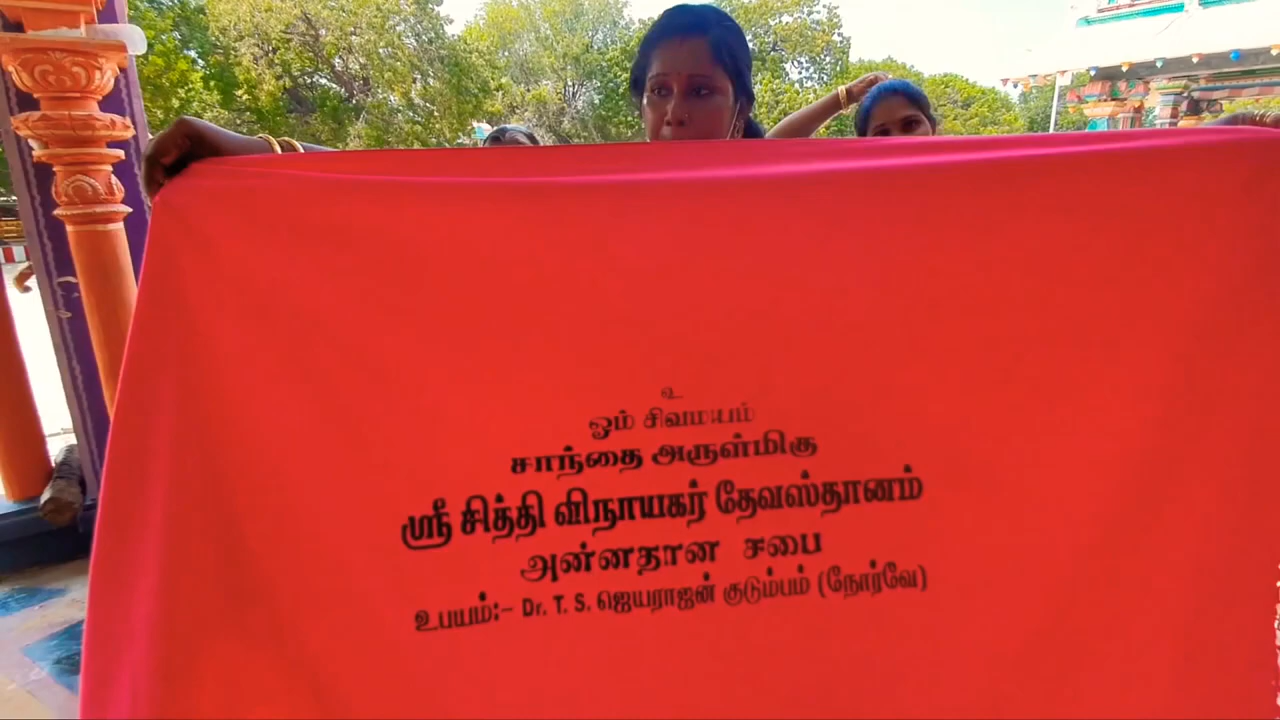 உ
ஓம் சிவமயம்
சாந்தை அருள்மிகு
ஸ்ரீ சித்தி விநாயகர் தேவஸ்தானம்
அன்னதான சபை
உபயம்:- Dr. T. S. ஜெயராஜன் குடும்பம் (நோர்வே)